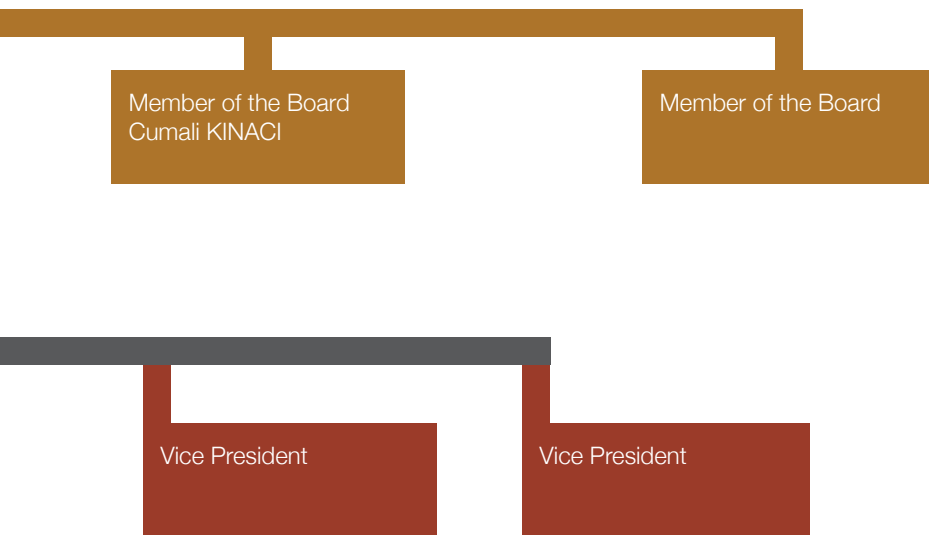 Member of the Board
Cumali KINACI
Member of the Board
Vice President
Vice President